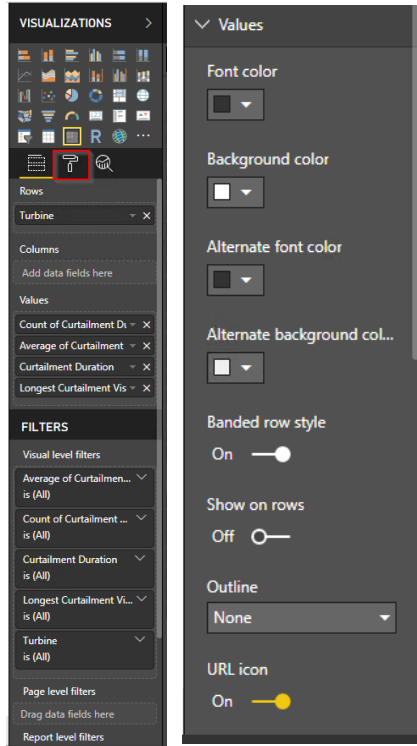 VISUALIZATIONS >
R ...
Rows
Turbine
Columns
Add data fields here
Values
Count of Curtailment Du
Average of Curtailment
Curtailment Duration
Longest Curtailment Vis
FILTERS
Visual level filters
Average of Curtailmen...
is (All)
Count of Curtailment ...
is (All)
Curtailment Duration
is (All)
Longest Curtailment Vi...
is (All)
Turbine
is (All)
Page level filters
Drag data fields here
Report level filters
Values
Font color
Background color
Alternate font color
Alternate background col...
Banded row style
On
Show on rows
Off
Outline
None
URL icon
On